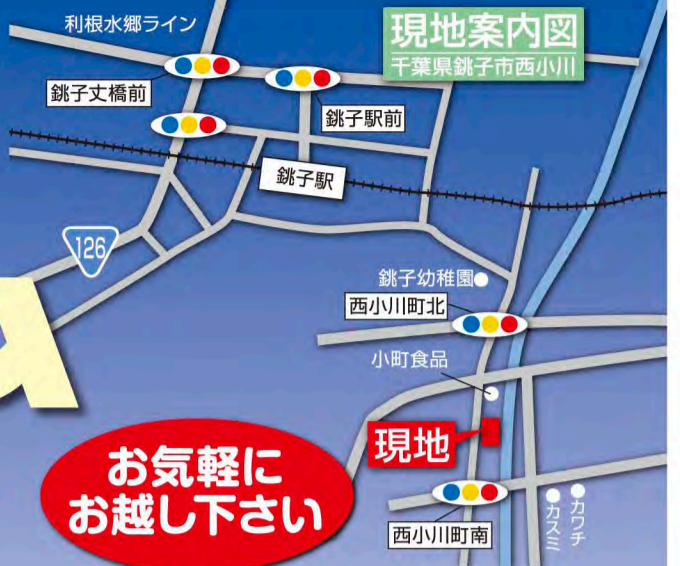 利根水郷ライン
現地案内図
千葉県銚子市西小川
銚子丈橋前
銚子駅前
銚子駅
126
銚子幼稚園
西小川町北
小町食品
現地
お気軽に
お越し下さい
西小川町南
カスミ
カワチ